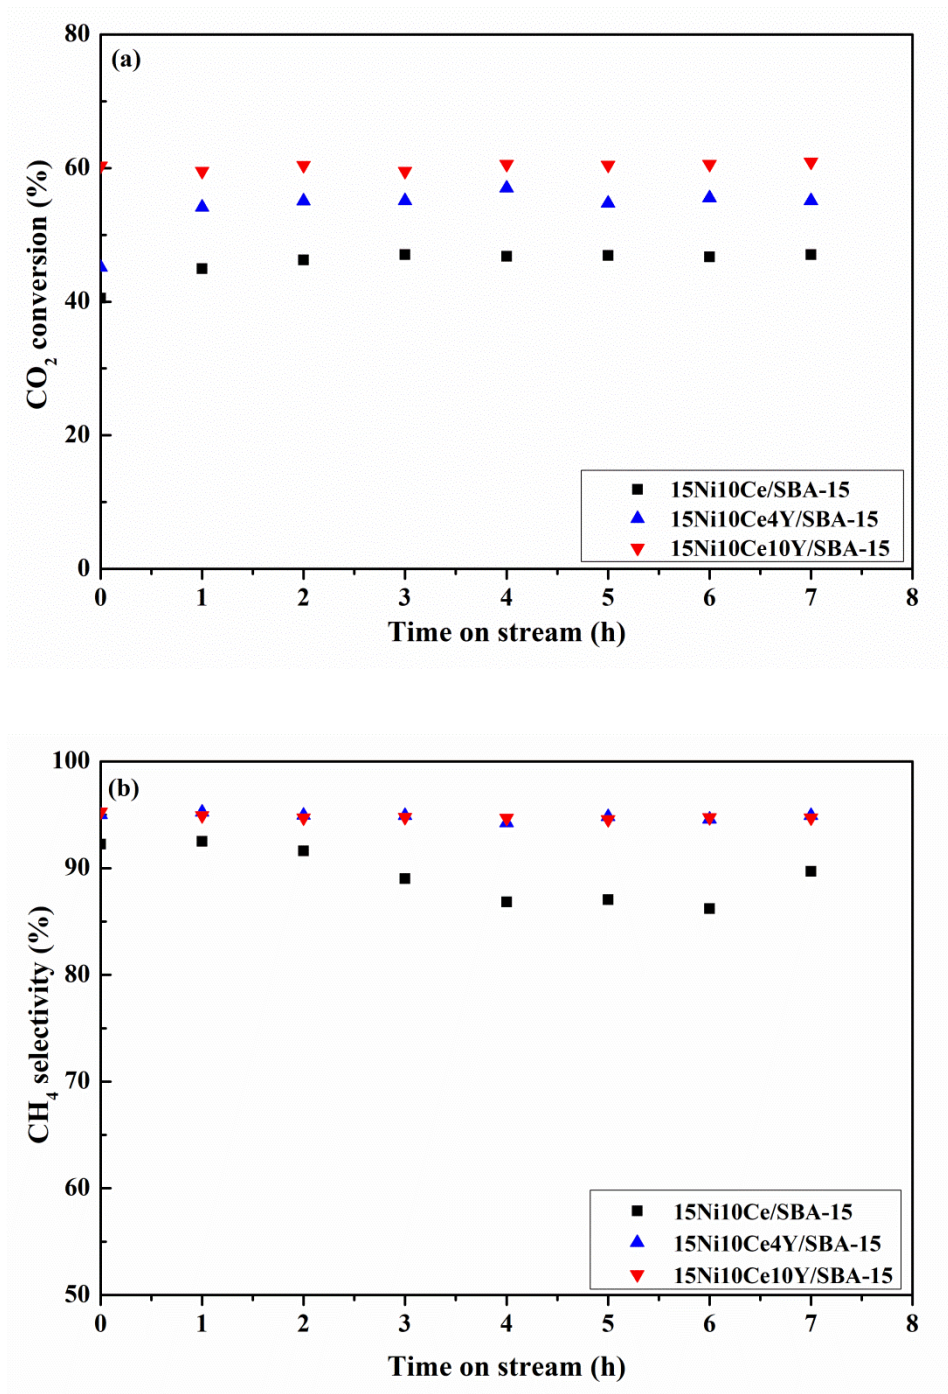 (a)
80
60
40
20
0
CO₂ conversion (%)
15Ni10Ce/SBA-15
15Ni10Ce4Y/SBA-15
15Ni10Ce10Y/SBA-15
0 1 2 3 4 5 6 7 8
Time on stream (h)
(b)
100
90
80
70
60
50
CH₄ selectivity (%)
15Ni10Ce/SBA-15
15Ni10Ce4Y/SBA-15
15Ni10Ce10Y/SBA-15
0 1 2 3 4 5 6 7 8
Time on stream (h)